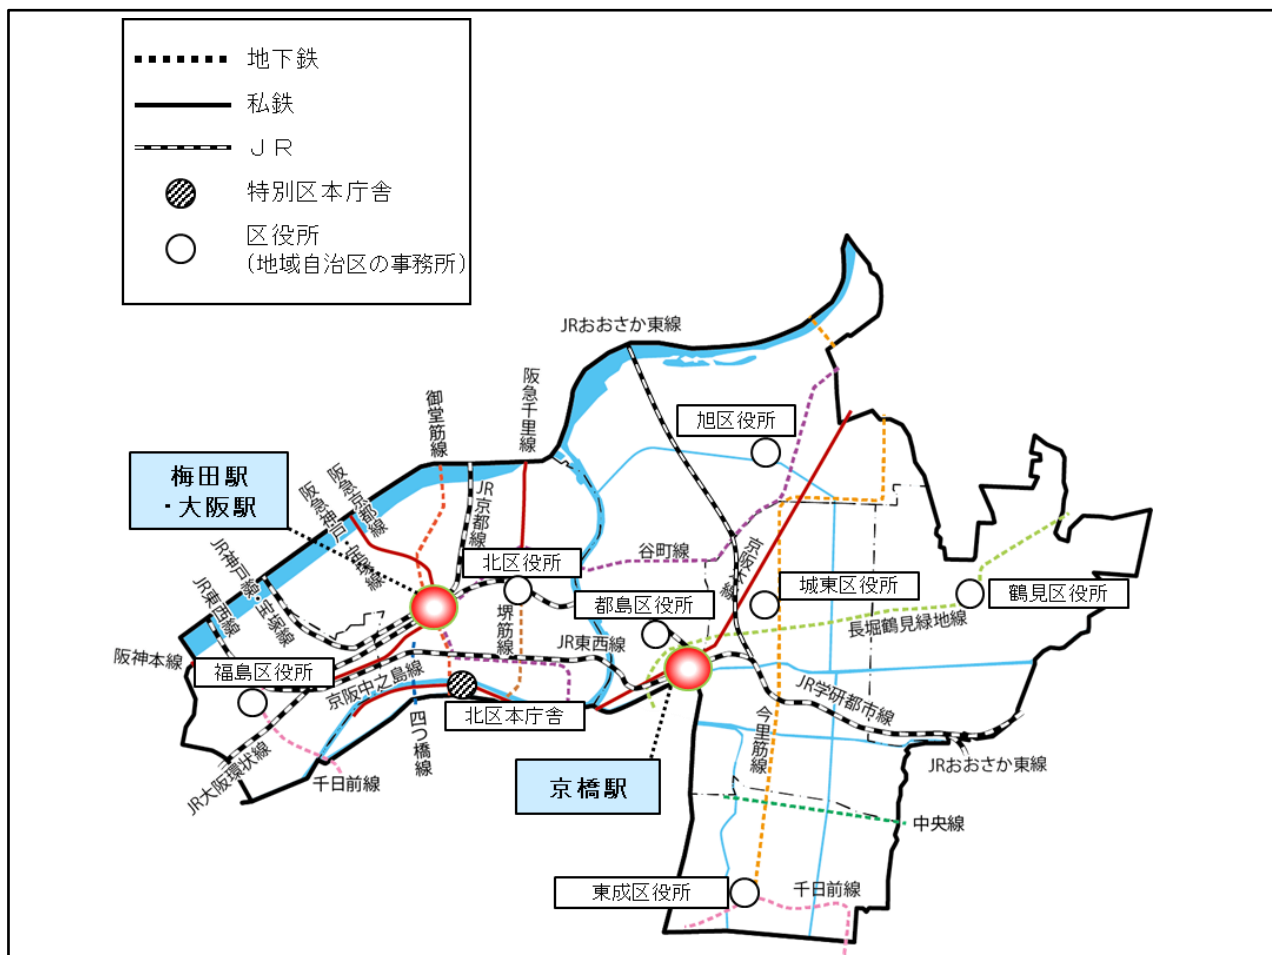 地下鉄
私鉄
ＪＲ
特別区本庁舎
区役所
(地域自治区の事務所)
JRおおさか東線
阪急千里線
御堂筋線
旭区役所
梅田駅
・大阪駅
阪急京都線
阪急神戸・宝塚線
JR京都線
京阪本線
谷町線
北区役所
JR神戸線・宝塚線
JR東西線
都島区役所
城東区役所
鶴見区役所
堺筋線
長堀鶴見緑地線
JR東西線
阪神本線
福島区役所
京阪中之島線
北区本庁舎
四つ橋線
JR学研都市線
今里筋線
JR大阪環状線
千日前線
京橋駅
JRおおさか東線
中央線
東成区役所
千日前線